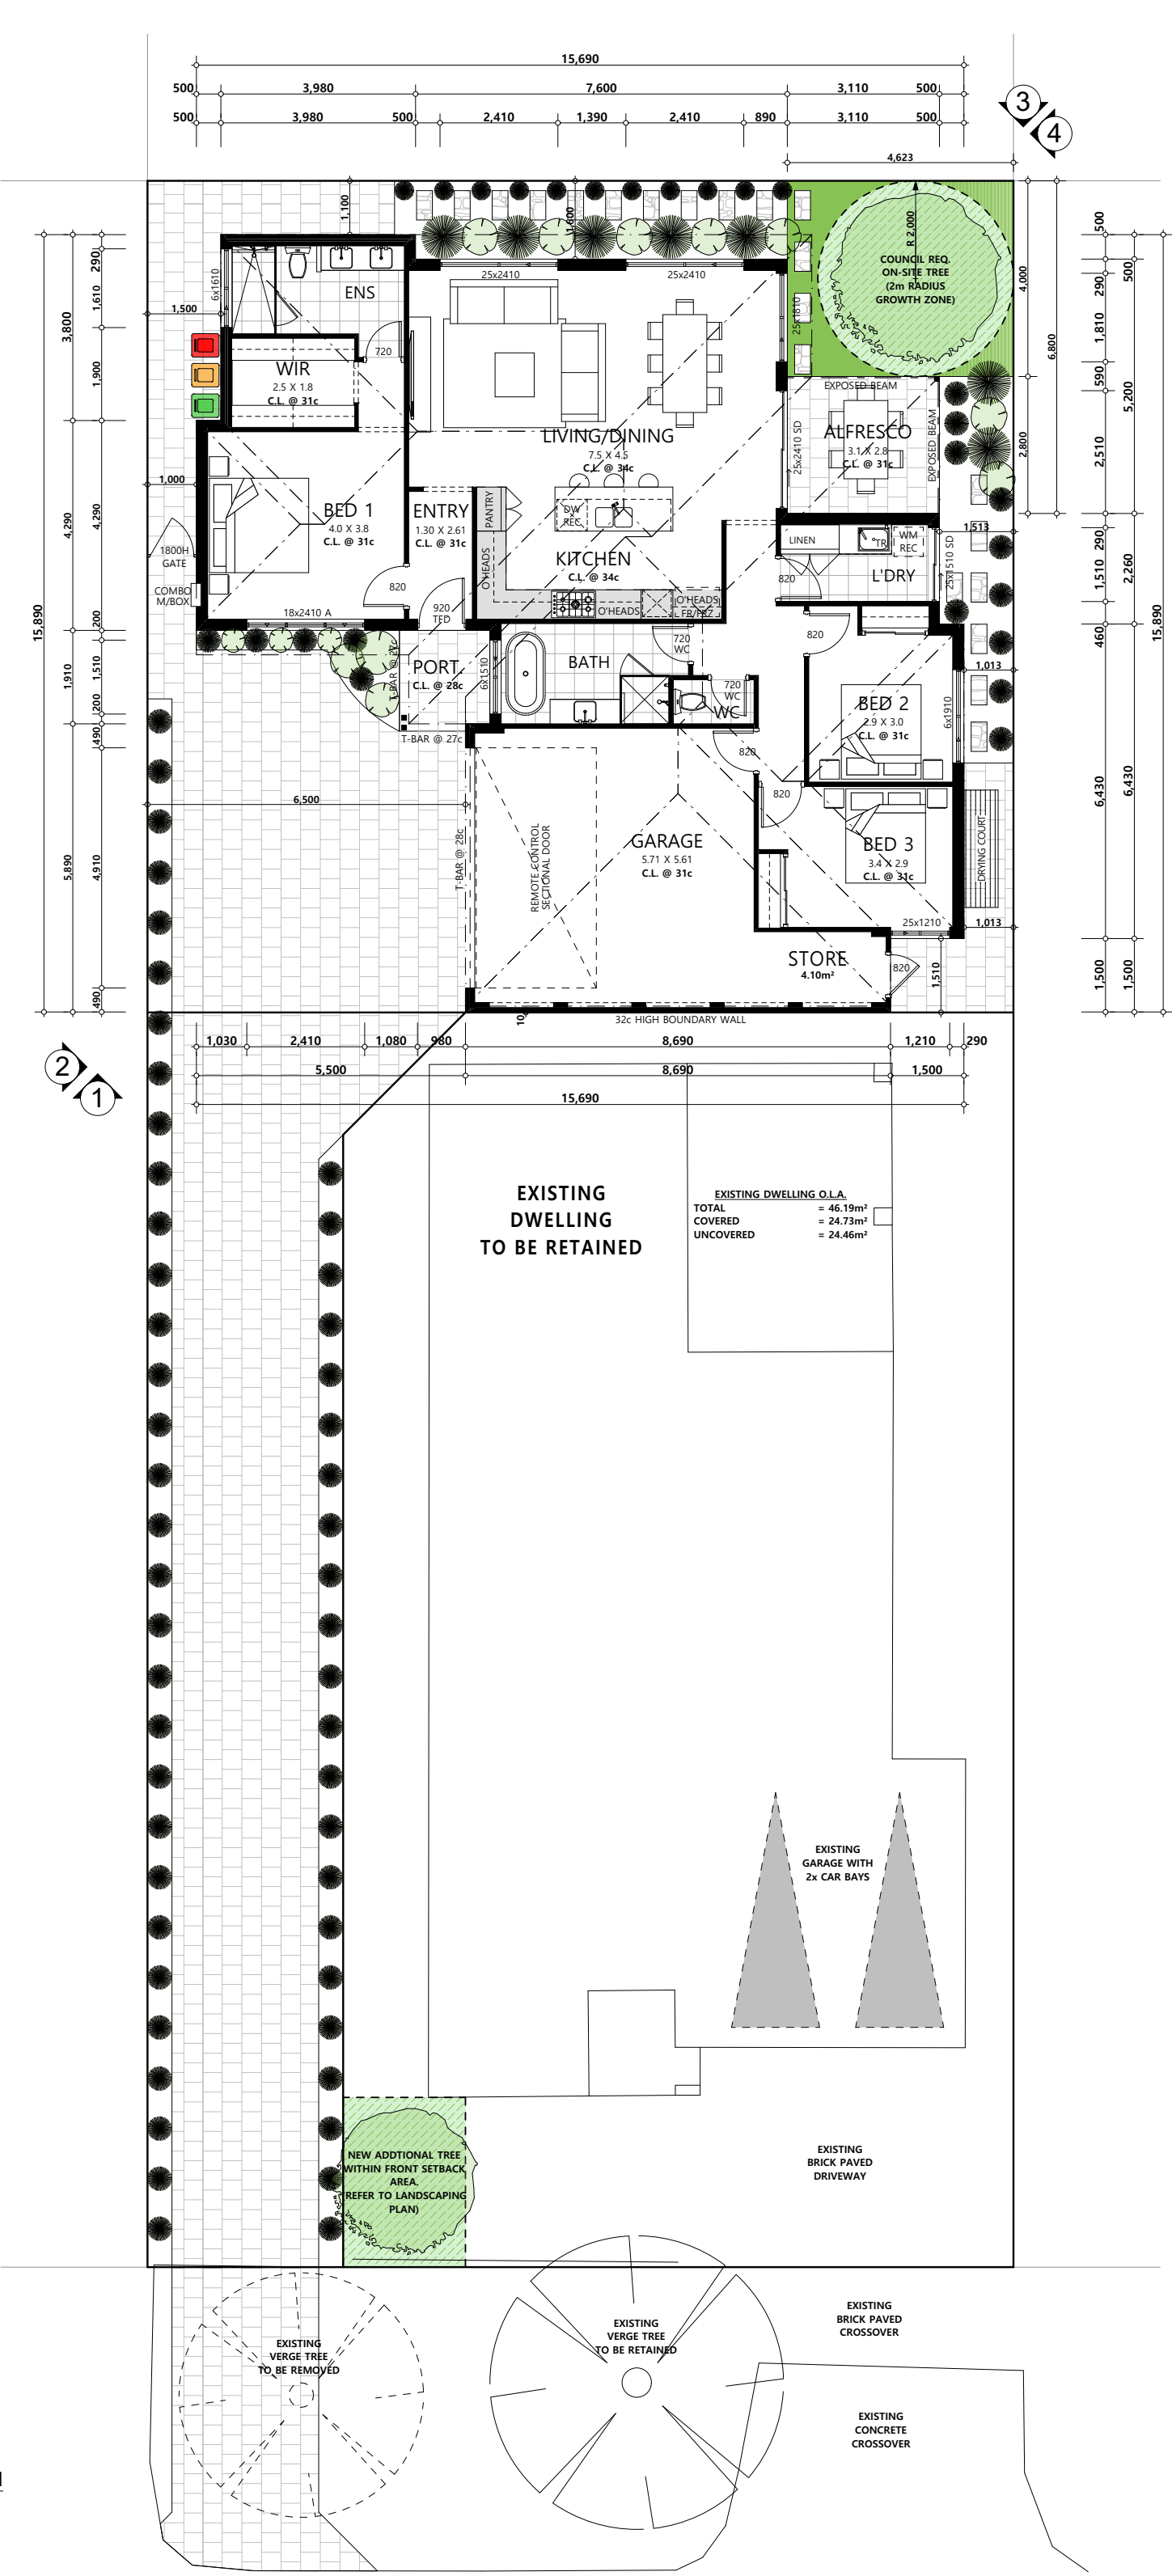 15,690
500
3,980
7,600
3,110
500
500
3,980
500
2,410
1,390
2,410
890
3,110
500
3
4
4,623
1,100
1,600
R 2,000
COUNCIL REQ.
ON-SITE TREE
(2m RADIUS
GROWTH ZONE)
4,000
6,800
2,800
500
290
1,810
590
2,510
290
1,510
460
6,430
1,500
500
5,200
2,260
6,430
1,500
15,890
15,890
3,800
4,290
1,910
5,890
290
1,610
1,900
4,290
200
1,510
200
490
4,910
490
1,500
6x1610
ENS
720
25x2410
25x2410
25x1810
WIR
2.5 X 1.8
C.L. @ 31c
EXPOSED BEAM
LIVING/DINING
7.5 X 4.5
C.L. @ 34c
25x2410 SD
ALFRESCO
3.1 X 2.8
C.L. @ 31c
EXPOSED BEAM
1,000
BED 1
4.0 X 3.8
C.L. @ 31c
ENTRY
1.30 X 2.61
C.L. @ 31c
PANTRY
O'HEADS
DW
REC
KITCHEN
C.L. @ 34c
1800H
GATE
COMBO
M/BOX
820
920
TFD
18x2410 A
O'HEADS
O'HEADS
FR/FRZ
LINEN
TR
WM
REC
1,513
L'DRY
25x1510 SD
820
820
T-BAR @ 27c
PORT.
C.L. @ 28c
6x1510
BATH
720
WC
720
WC
WC
T-BAR @ 27c
1,013
BED 2
2.9 X 3.0
C.L. @ 31c
6x1910
820
820
6,500
T-BAR @ 28c
REMOTE CONTROL
SECTIONAL DOOR
GARAGE
5.71 X 5.61
C.L. @ 31c
BED 3
3.4 X 2.9
C.L. @ 31c
DRYING COURT
25x1210
1,013
STORE
4.10m²
820
1,510
32c HIGH BOUNDARY WALL
1,030
2,410
1,080
980
8,690
1,210
290
5,500
8,690
1,500
15,690
2
1
EXISTING
DWELLING
TO BE RETAINED
EXISTING DWELLING O.L.A.
TOTAL = 46.19m²
COVERED = 24.73m²
UNCOVERED = 24.46m²
EXISTING
GARAGE WITH
2x CAR BAYS
NEW ADDTIONAL TREE
WITHIN FRONT SETBACK
AREA.
(REFER TO LANDSCAPING
PLAN)
EXISTING
BRICK PAVED
DRIVEWAY
EXISTING
VERGE TREE
TO BE REMOVED
EXISTING
VERGE TREE
TO BE RETAINED
EXISTING
BRICK PAVED
CROSSOVER
EXISTING
CONCRETE
CROSSOVER